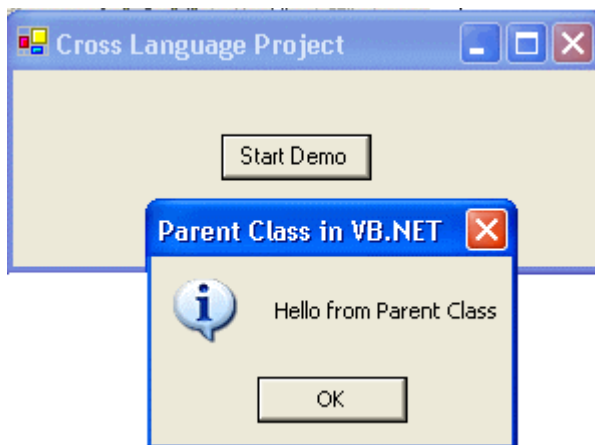 Cross Language Project
Start Demo
Parent Class in VB.NET
Hello from Parent Class
OK